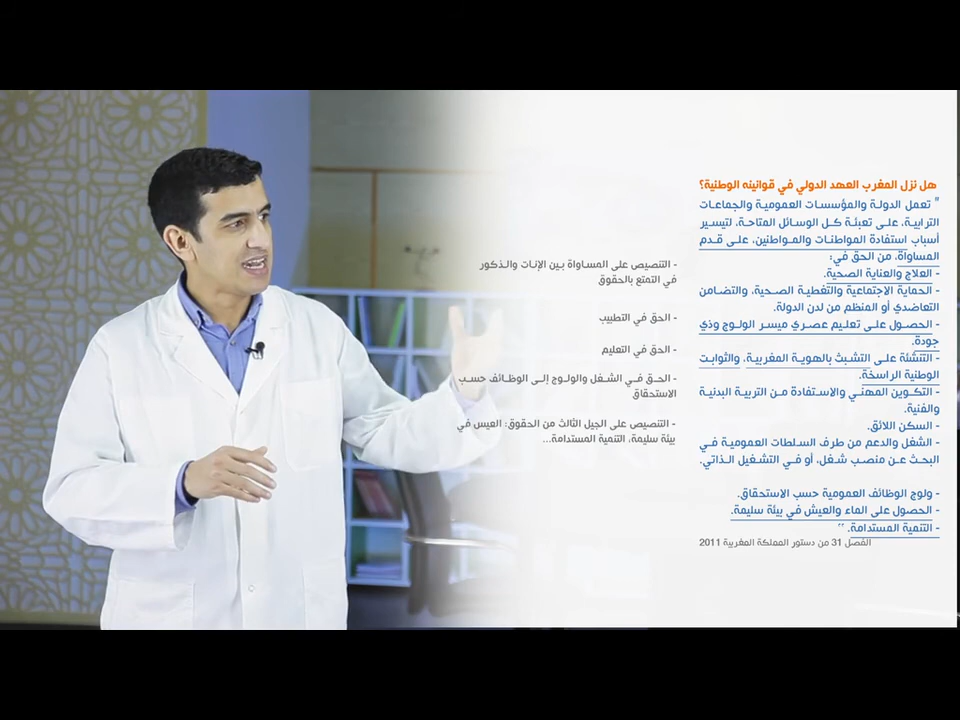 هل نزل المغرب العهد الدولي في قوانينه الوطنية؟
" تعمل الدولة والمؤسسات العمومية والجماعات
الترابية، على تعبئة كل الوسائل المتاحة، لتيسير
أسباب استفادة المواطنات والمواطنين، على قدم
المساواة، من الحق في:
- العلاج والعناية الصحية.
- الحماية الاجتماعية والتغطية الصحية، والتضامن
التعاضدي أو المنظم من لدن الدولة.
- الحصول على تعليم عصري ميسر الولوج وذي
جودة.
- التنشئة على التشبث بالهوية المغربية، والثوابت
الوطنية الراسخة.
- التكوين المهني والاستفادة من التربية البدنية
والفنية.
- السكن اللائق.
- الشغل والدعم من طرف السلطات العمومية في
البحث عن منصب شغل، أو في التشغيل الذاتي.
- ولوج الوظائف العمومية حسب الاستحقاق.
- الحصول على الماء والعيش في بيئة سليمة.
- التنمية المستدامة. ”
الفصل 31 من دستور المملكة المغربية 2011
- التنصيص على المساواة بين الإناث والذكور
في التمتع بالحقوق
- الحق في التطبيب
- الحق في التعليم
- الحق في الشغل والولوج إلى الوظائف حسب
الاستحقاق
- التنصيص على الجيل الثالث من الحقوق: العيس في
بيئة سليمة، التنمية المستدامة...